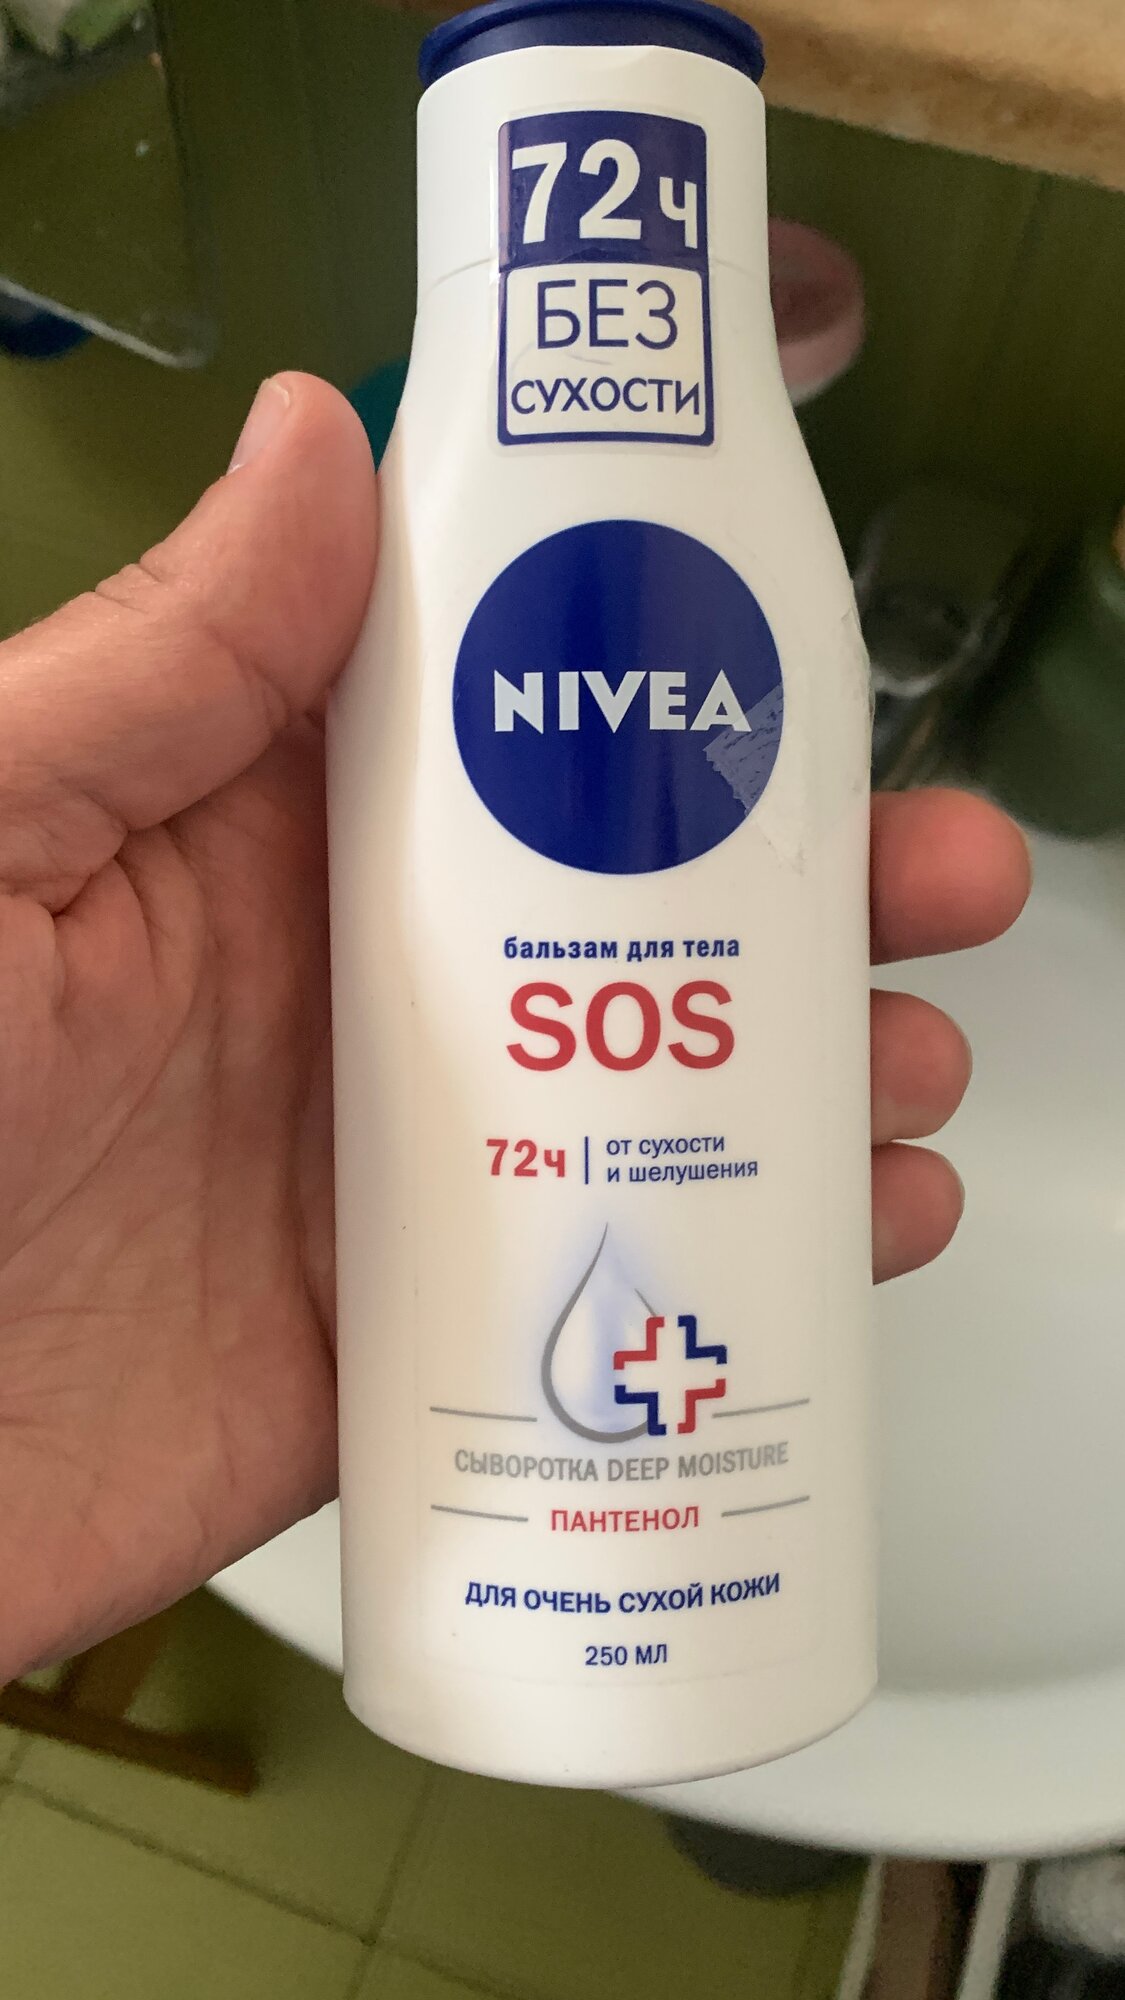 72ч
БЕЗ
СУХОСТИ
NIVEA
бальзам для тела
SOS
72ч
от сухости
и шелушения
СЫВОРОТКА DEEP MOISTURE
ПАНТЕНОЛ
ДЛЯ ОЧЕНЬ СУХОЙ КОЖИ
250 МЛ